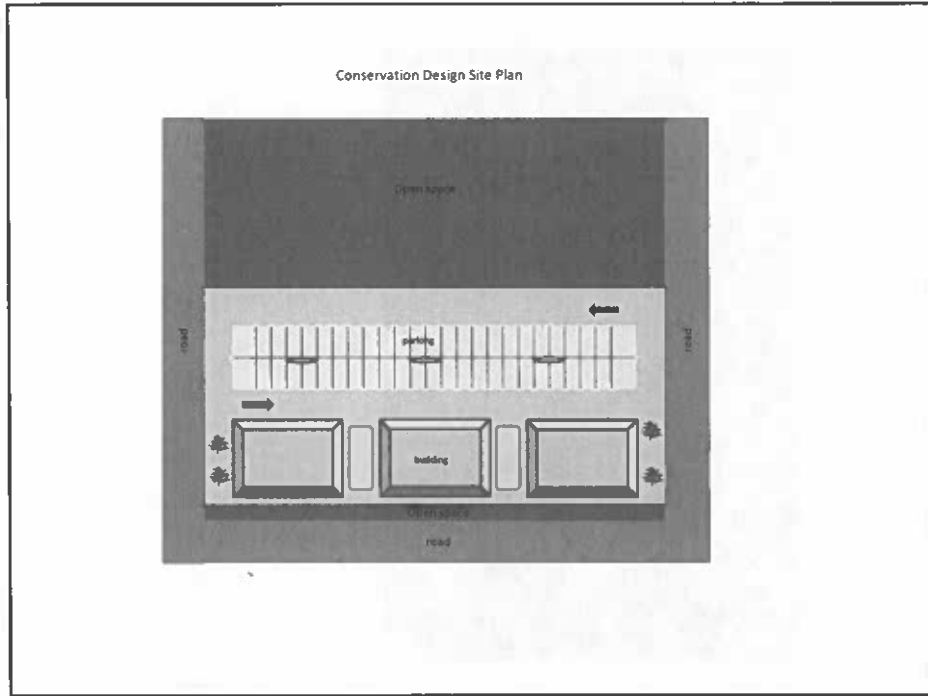 Conservation Design Site Plan
Open space
road
parking
road
building
Open space
road